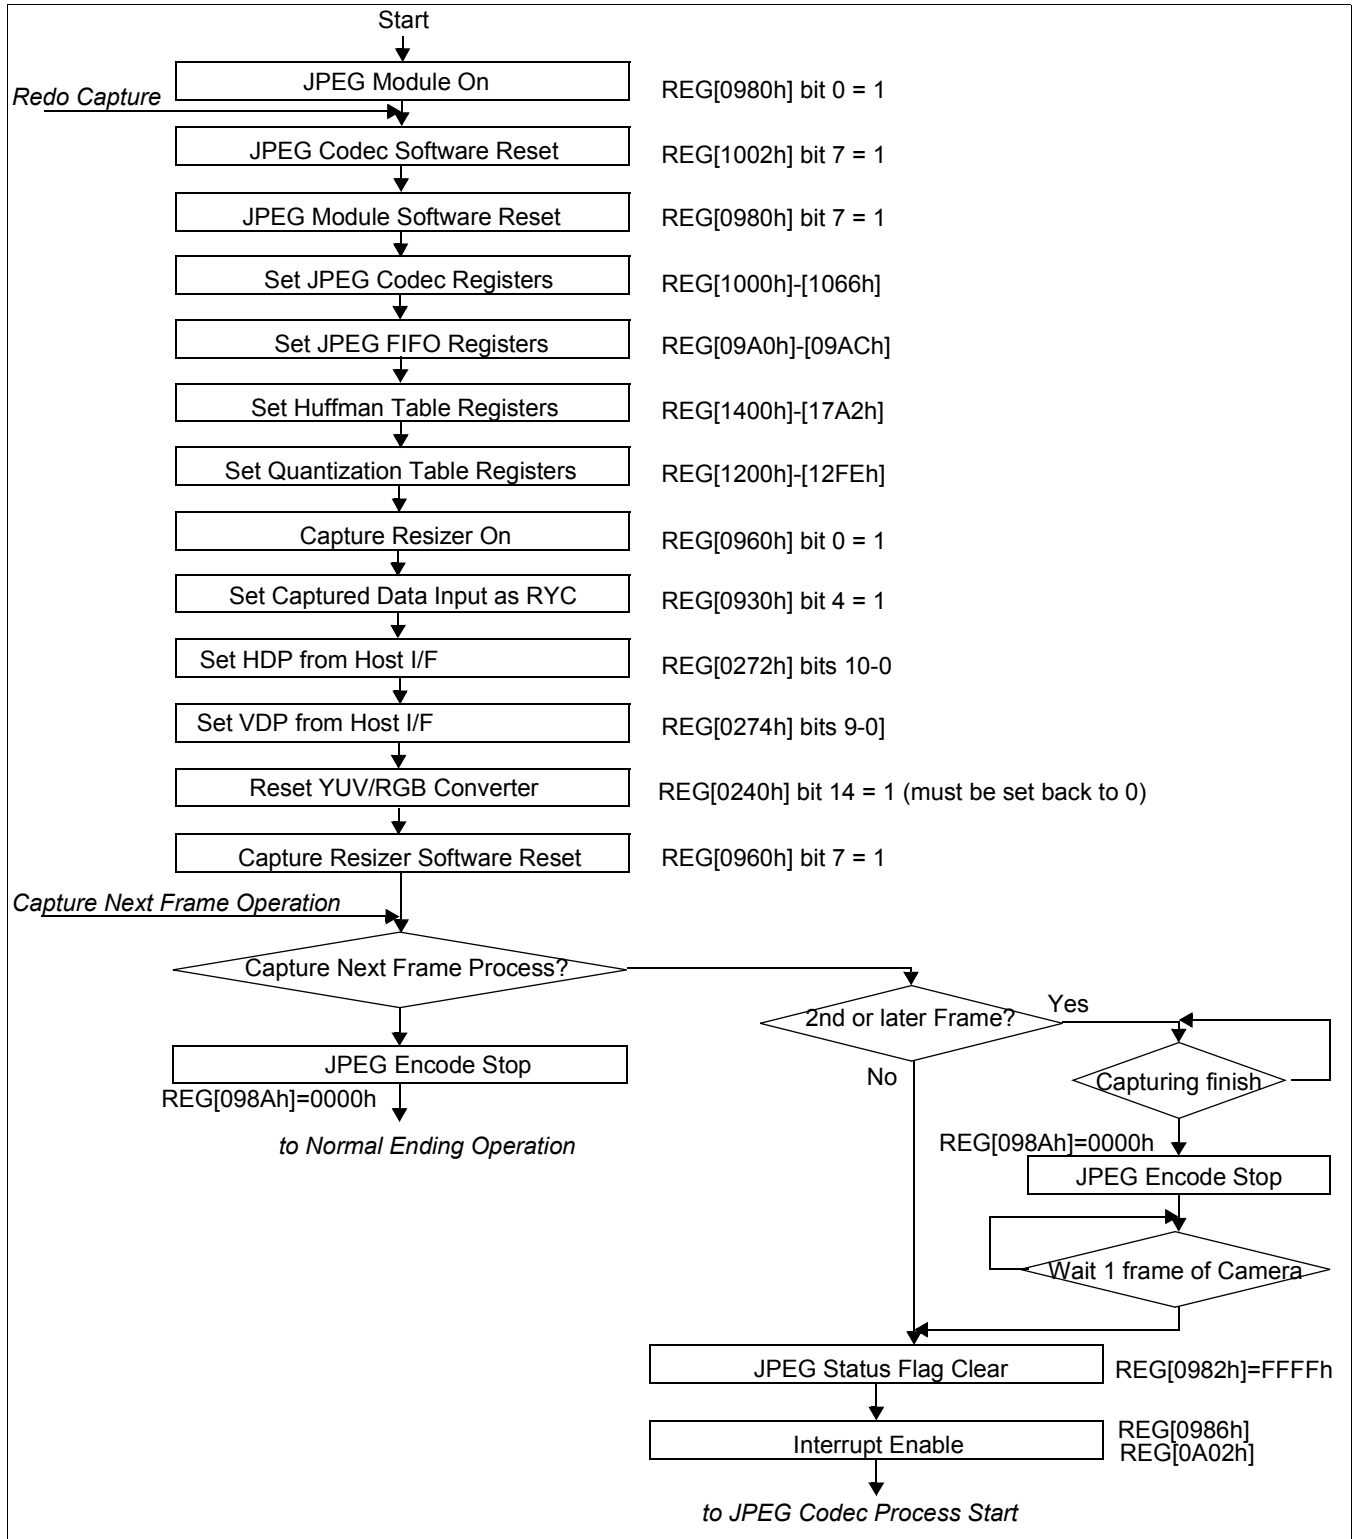 Start
JPEG Module On
REG[0980h] bit 0 = 1
Redo Capture
JPEG Codec Software Reset
REG[1002h] bit 7 = 1
JPEG Module Software Reset
REG[0980h] bit 7 = 1
Set JPEG Codec Registers
REG[1000h]-[1066h]
Set JPEG FIFO Registers
REG[09A0h]-[09ACh]
Set Huffman Table Registers
REG[1400h]-[17A2h]
Set Quantization Table Registers
REG[1200h]-[12FEh]
Capture Resizer On
REG[0960h] bit 0 = 1
Set Captured Data Input as RYC
REG[0930h] bit 4 = 1
Set HDP from Host I/F
REG[0272h] bits 10-0
Set VDP from Host I/F
REG[0274h] bits 9-0]
Reset YUV/RGB Converter
REG[0240h] bit 14 = 1 (must be set back to 0)
Capture Resizer Software Reset
REG[0960h] bit 7 = 1
Capture Next Frame Operation
Capture Next Frame Process?
2nd or later Frame?
Yes
No
Capturing finish
JPEG Encode Stop
REG[098Ah]=0000h
to Normal Ending Operation
REG[098Ah]=0000h
JPEG Encode Stop
Wait 1 frame of Camera
JPEG Status Flag Clear
REG[0982h]=FFFFh
Interrupt Enable
REG[0986h]
REG[0A02h]
to JPEG Codec Process Start